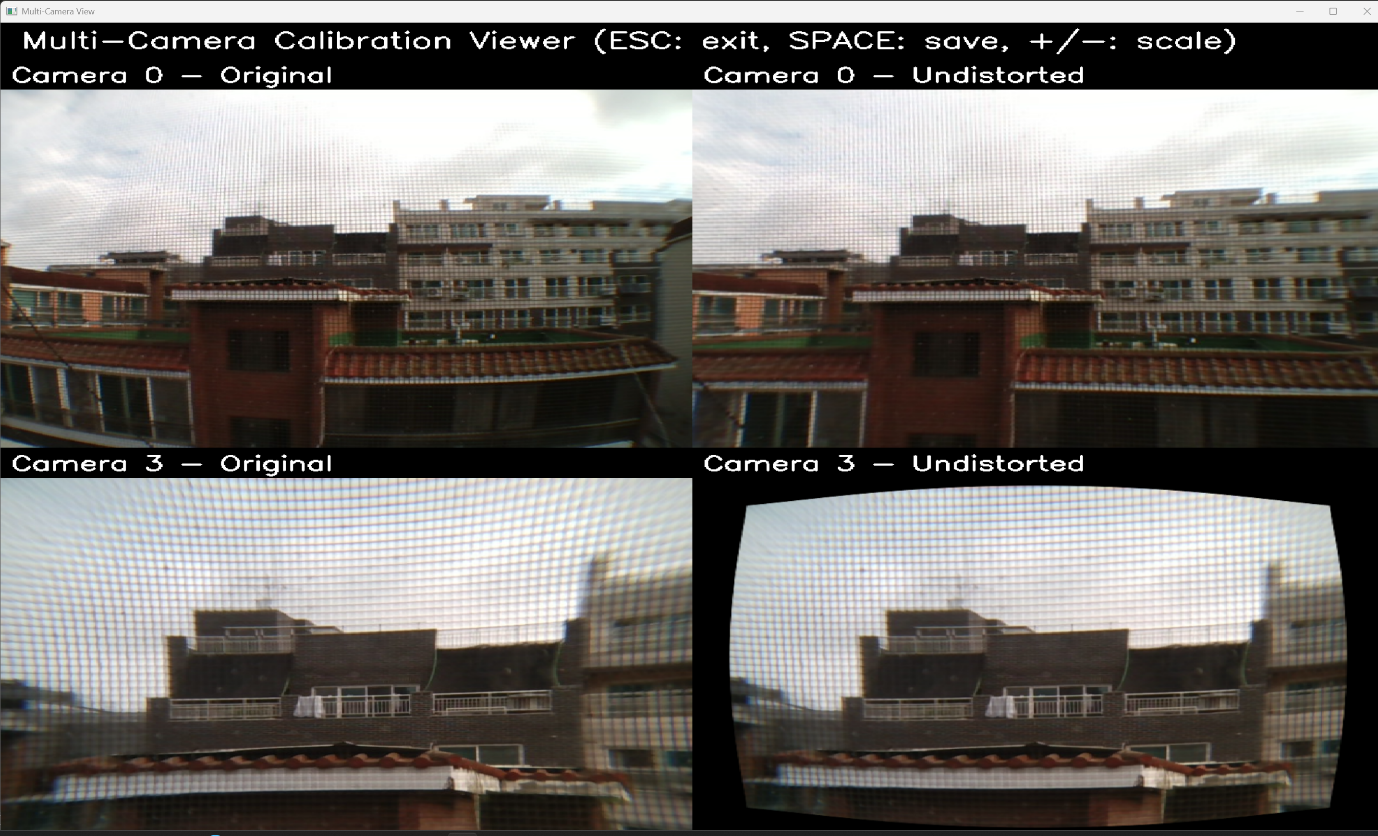 Multi-Camera View
Multi-Camera Calibration Viewer (ESC: exit, SPACE: save, +/-: scale)
Camera 0 - Original
Camera 0 - Undistorted
Camera 3 - Original
Camera 3 - Undistorted